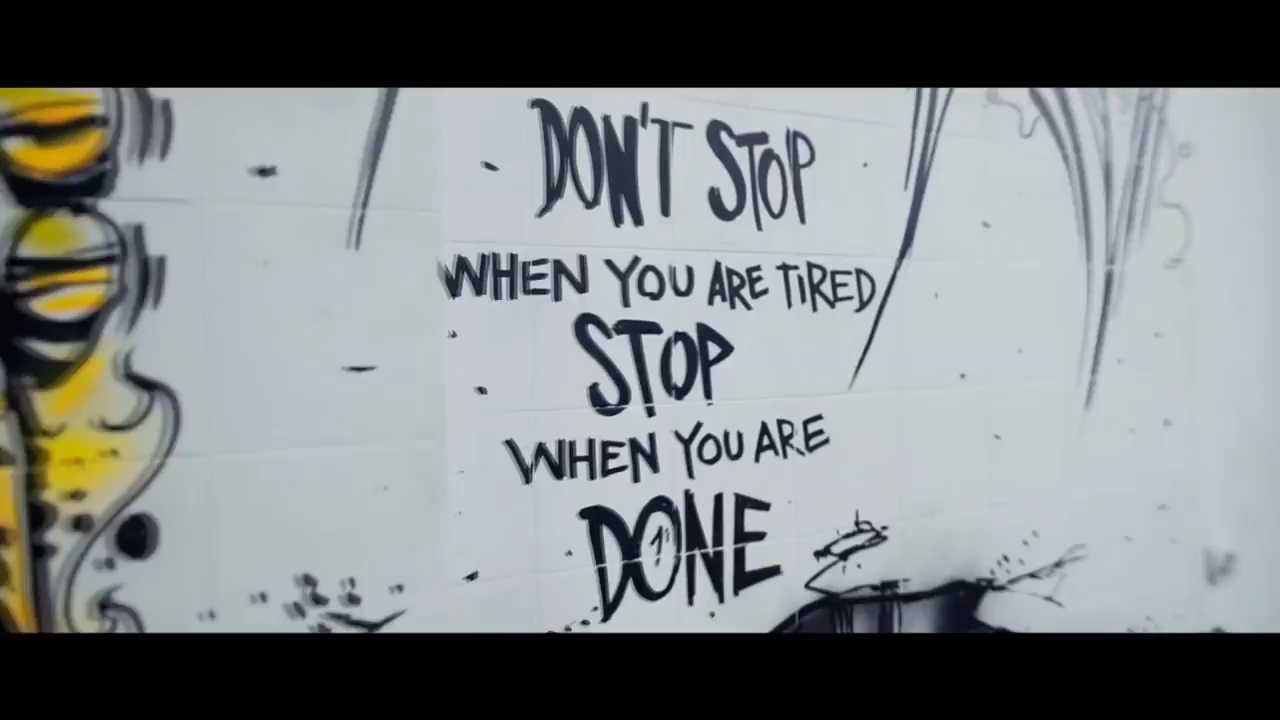 DON'T STOP
WHEN YOU ARE TiRED
STOP
WHEN YOU ARE
DONE